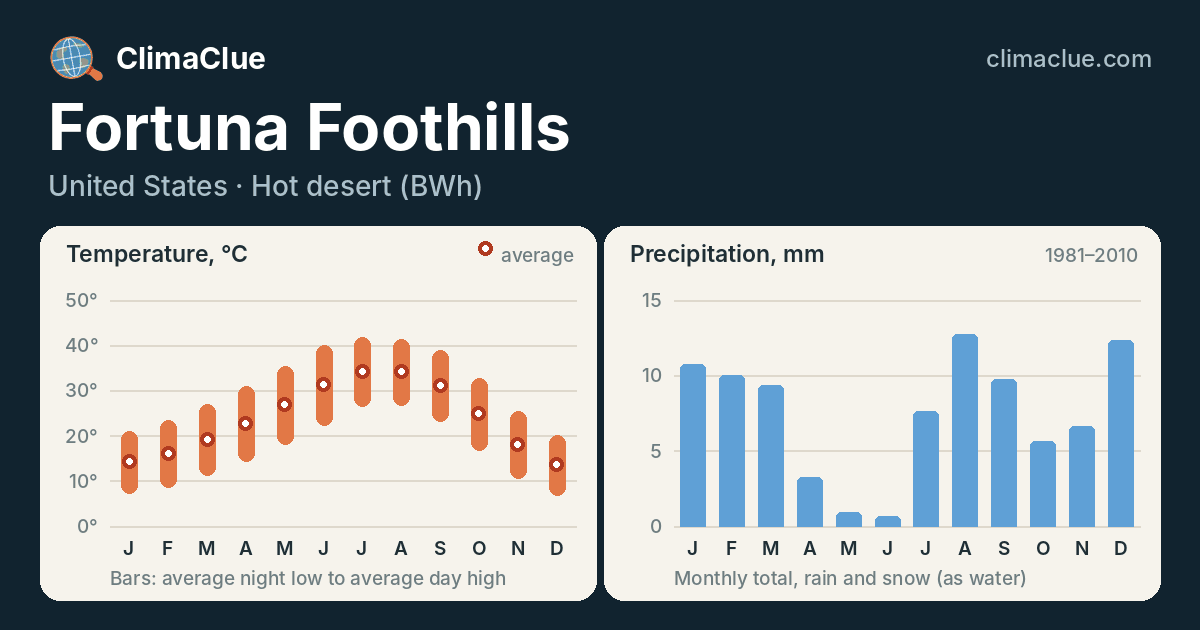 ClimaClue
climaclue.com
Fortuna Foothills
United States · Hot desert (BWh)
Temperature, °C
average
50°
40°
30°
20°
10°
0°
J F M A M J J A S O N D
Bars: average night low to average day high
Precipitation, mm
1981–2010
15
10
5
0
J F M A M J J A S O N D
Monthly total, rain and snow (as water)